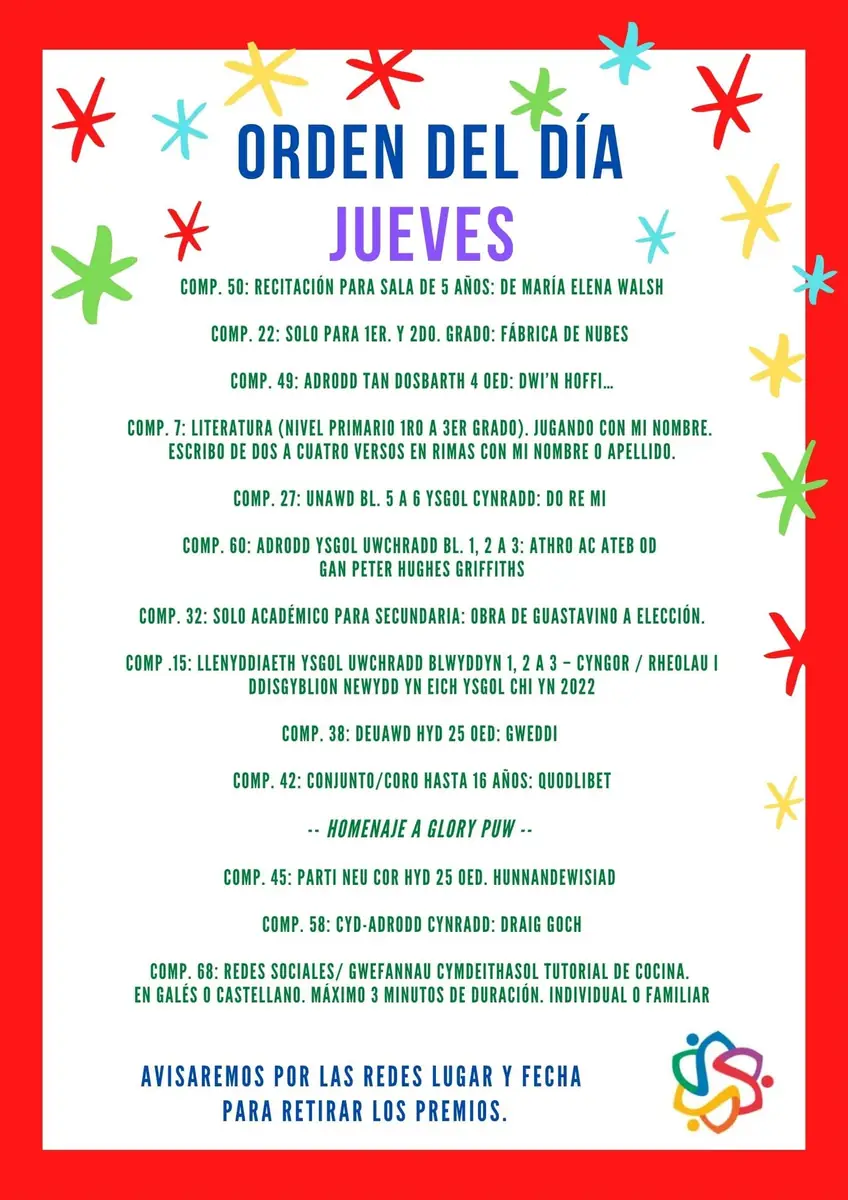 ORDEN DEL DÍA
JUEVES
COMP. 50: RECITACIÓN PARA SALA DE 5 AÑOS: DE MARÍA ELENA WALSH
COMP. 22: SOLO PARA 1ER. Y 2DO. GRADO: FÁBRICA DE NUBES
COMP. 49: ADRODD TAN DOSBARTH 4 OED: DWI'N HOFFI...
COMP. 7: LITERATURA (NIVEL PRIMARIO 1RO A 3ER GRADO). JUGANDO CON MI NOMBRE.
ESCRIBO DE DOS A CUATRO VERSOS EN RIMAS CON MI NOMBRE O APELLIDO.
COMP. 27: UNAWD BL. 5 A 6 YSGOL CYNRADD: DO RE MI
COMP. 60: ADRODD YSGOL UWCHRADD BL. 1, 2 A 3: ATHRO AC ATEB OD
GAN PETER HUGHES GRIFFITHS
COMP. 32: SOLO ACADÉMICO PARA SECUNDARIA: OBRA DE GUASTAVINO A ELECCIÓN.
COMP .15: LLENYDDIAETH YSGOL UWCHRADD BLWYDDYN 1, 2 A 3 – CYNGOR / RHEOLAU I
DDISGYBLION NEWYDD YN EICH YSGOL CHI YN 2022
COMP. 38: DEUAWD HYD 25 OED: GWEDDI
COMP. 42: CONJUNTO/CORO HASTA 16 AÑOS: QUODLIBET
-- HOMENAJE A GLORY PUW --
COMP. 45: PARTI NEU COR HYD 25 OED. HUNNANDEWISIAD
COMP. 58: CYD-ADRODD CYNRADD: DRAIG GOCH
COMP. 68: REDES SOCIALES/ GWEFANNAU CYMDEITHASOL TUTORIAL DE COCINA.
EN GALÉS O CASTELLANO. MÁXIMO 3 MINUTOS DE DURACIÓN. INDIVIDUAL O FAMILIAR
AVISAREMOS POR LAS REDES LUGAR Y FECHA
PARA RETIRAR LOS PREMIOS.